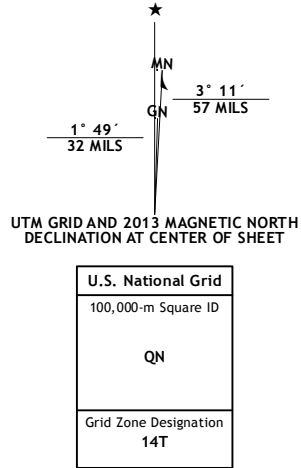 ★
MN
GN
3° 11´
57 MILS
1° 49´
32 MILS
UTM GRID AND 2013 MAGNETIC NORTH
DECLINATION AT CENTER OF SHEET
U.S. National Grid
100,000-m Square ID
QN
Grid Zone Designation
14T